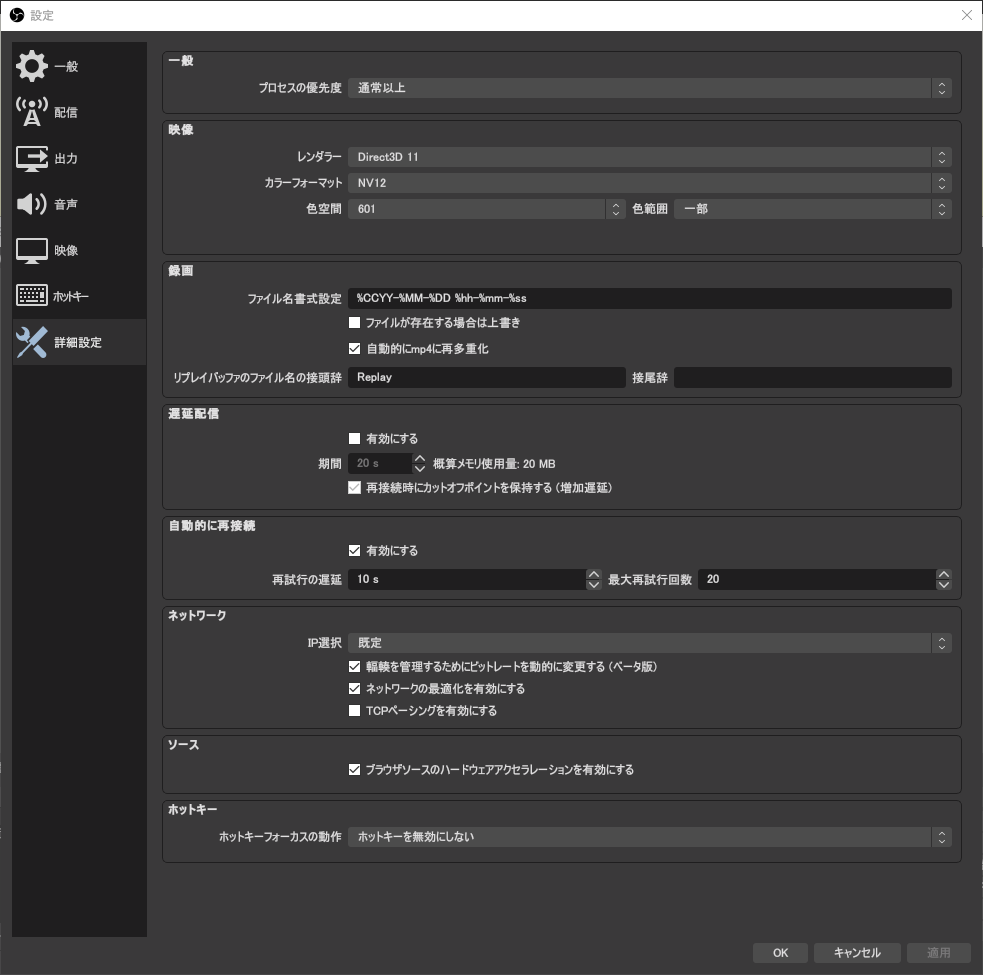 設定
一般
配信
出力
音声
映像
ホットキー
詳細設定
一般
プロセスの優先度 通常以上
映像
レンダラー Direct3D 11
カラーフォーマット NV12
色空間 601 色範囲 一部
録画
ファイル名書式設定 %CCYY-%MM-%DD %hh-%mm-%ss
ファイルが存在する場合は上書き
自動的にmp4に再多重化
リプレイバッファのファイル名の接頭辞 Replay 接尾辞
遅延配信
有効にする
期間 20 s 概算メモリ使用量: 20 MB
再接続時にカットオフポイントを保持する (増加遅延)
自動的に再接続
有効にする
再試行の遅延 10 s 最大再試行回数 20
ネットワーク
IP選択 既定
輻輳を管理するためにビットレートを動的に変更する (ベータ版)
ネットワークの最適化を有効にする
TCPペーシングを有効にする
ソース
ブラウザソースのハードウェアアクセラレーションを有効にする
ホットキー
ホットキーフォーカスの動作 ホットキーを無効にしない
OK キャンセル 適用